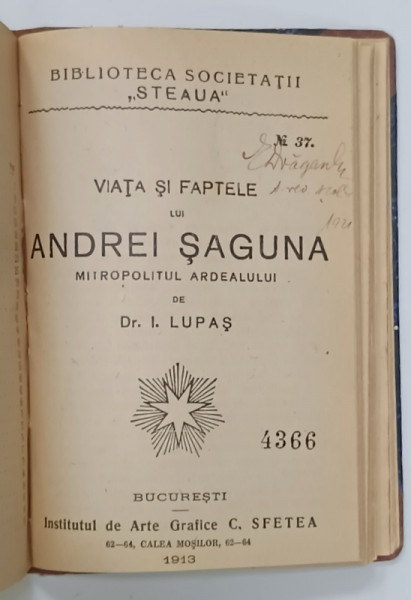 BIBLIOTECA SOCIETATII
„STEAUA“
№ 37.
VIAȚA ȘI FAPTELE
LUI
ANDREI ȘAGUNA
MITROPOLITUL ARDEALULUI
DE
Dr. I. LUPAȘ
4366
BUCUREȘTI
Institutul de Arte Grafice C. SFETEA
62—64, CALEA MOȘILOR, 62—64
1913